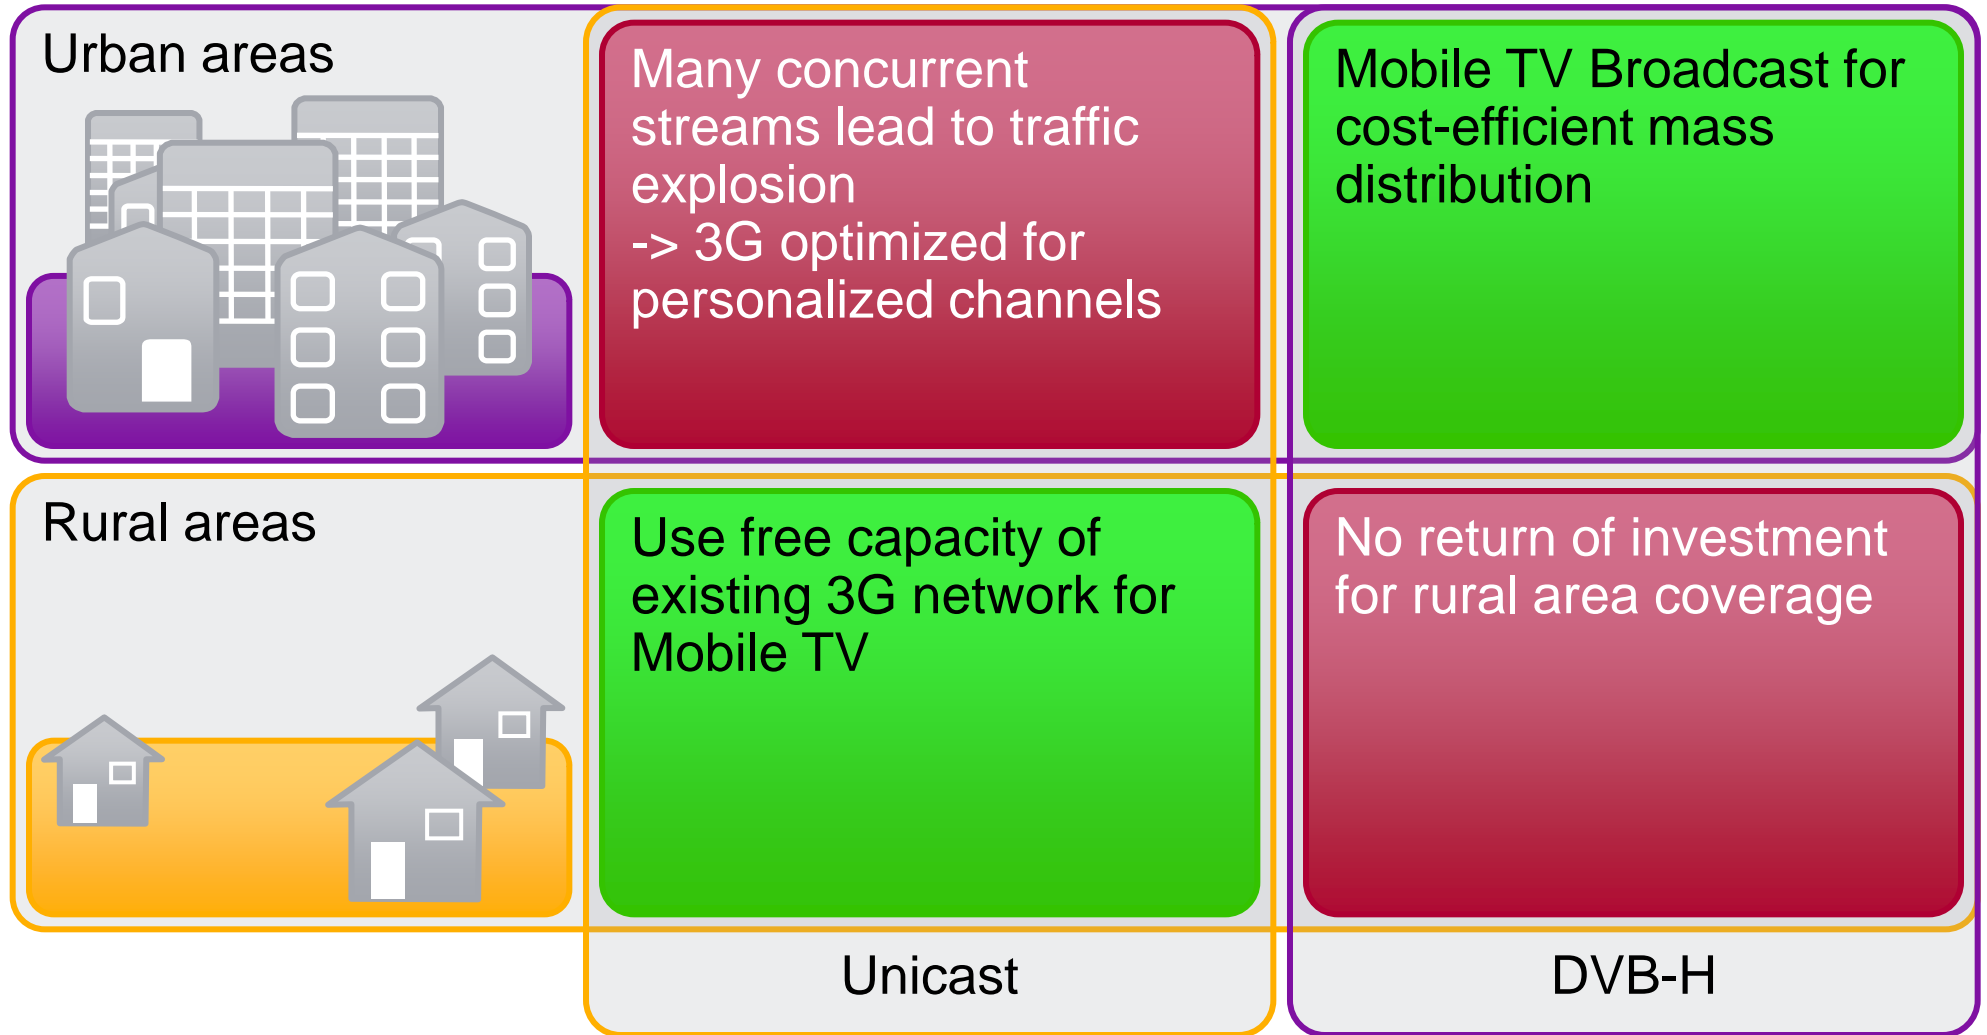 Urban areas
Many concurrent
streams lead to traffic
explosion
-> 3G optimized for
personalized channels
Mobile TV Broadcast for
cost-efficient mass
distribution
Rural areas
Use free capacity of
existing 3G network for
Mobile TV
No return of investment
for rural area coverage
Unicast
DVB-H